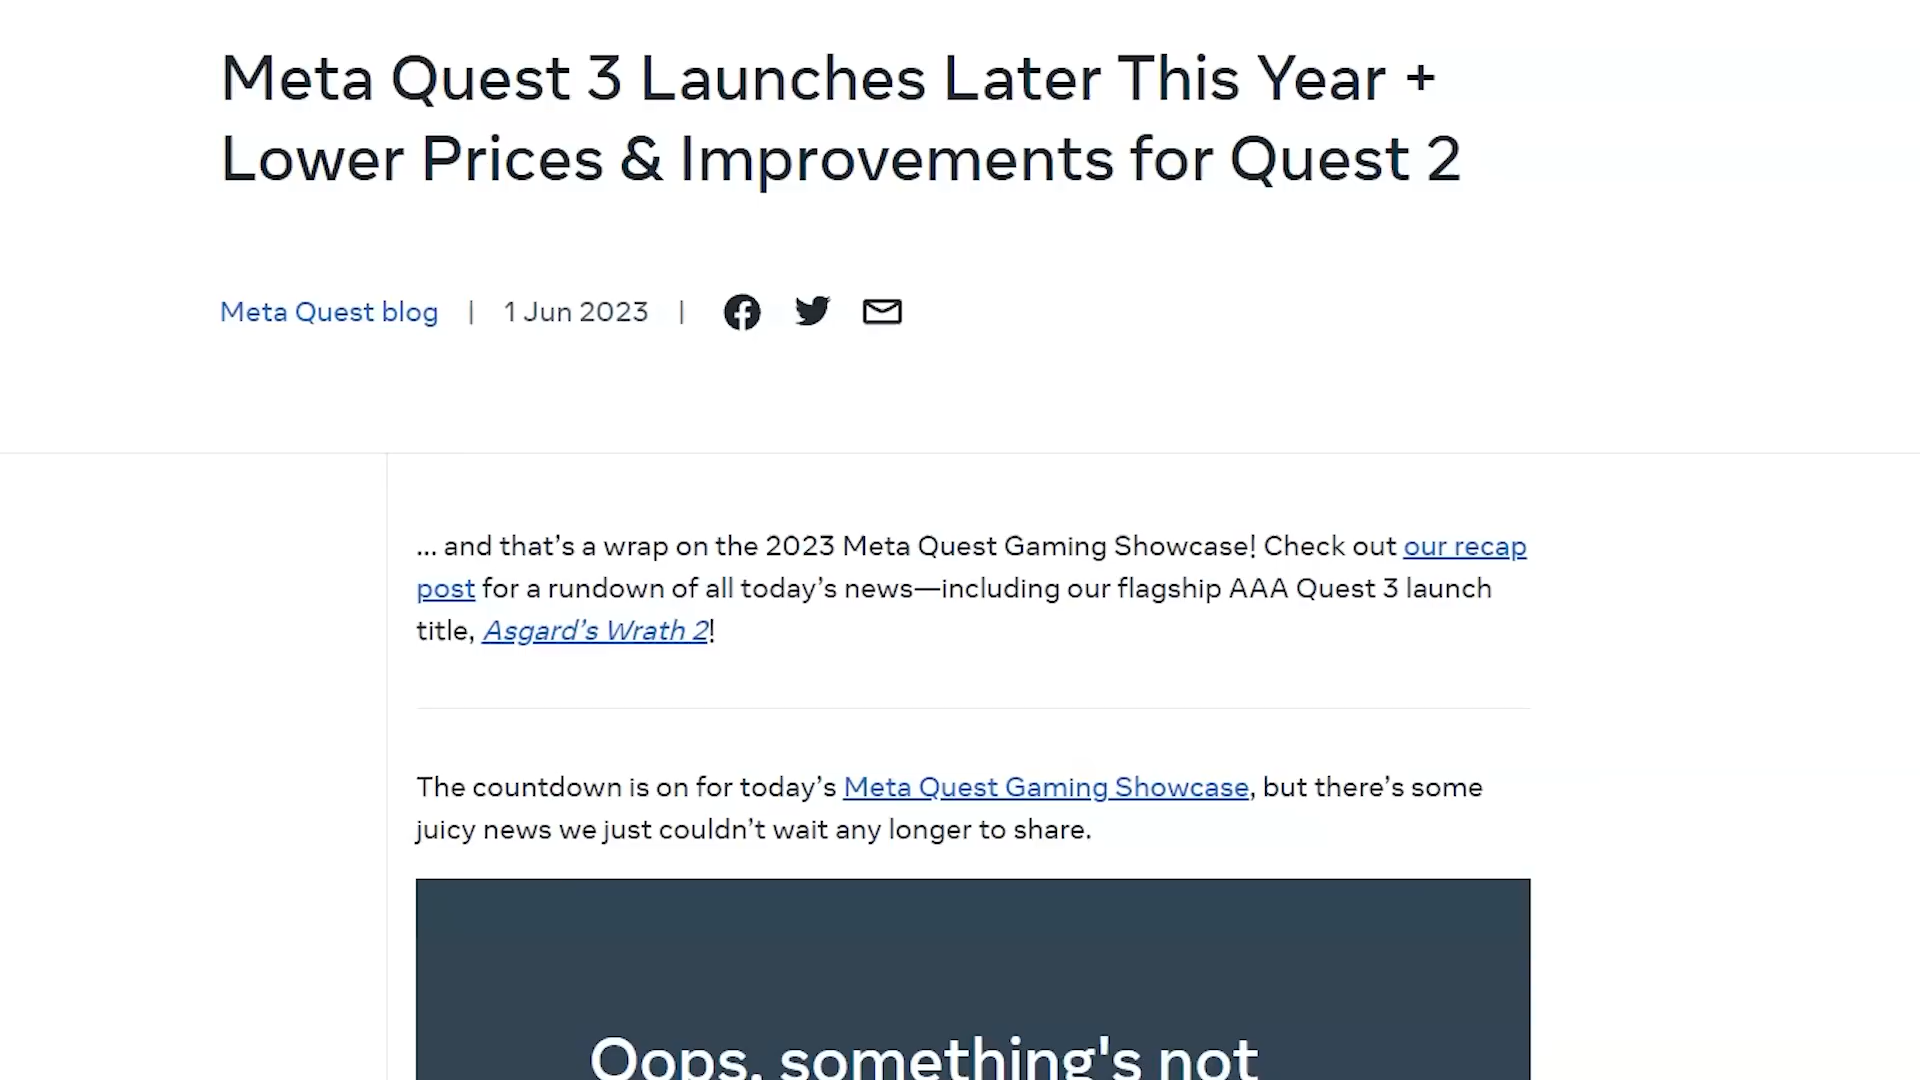 Meta Quest 3 Launches Later This Year +
Lower Prices & Improvements for Quest 2
Meta Quest blog | 1 Jun 2023 |
... and that’s a wrap on the 2023 Meta Quest Gaming Showcase! Check out our recap
post for a rundown of all today’s news—including our flagship AAA Quest 3 launch
title, Asgard’s Wrath 2!
The countdown is on for today’s Meta Quest Gaming Showcase, but there’s some
juicy news we just couldn’t wait any longer to share.
Oops, something's not